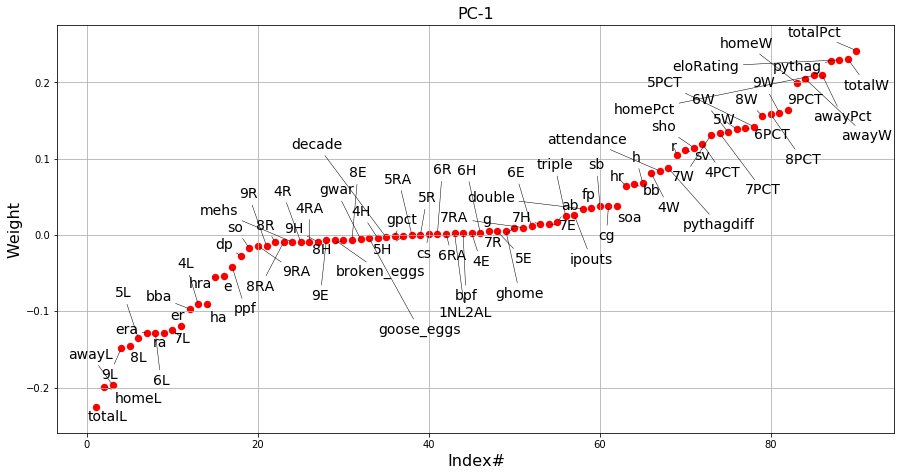 PC-1
totalPct
homeW
eloRating
pythag
totalW
5PCT
9W
homePct
6W
8W
9PCT
awayPct
sho
5W
6PCT
awayW
attendance
r
decade
8E
6R
6H
6E
triple
sb
h
7W
sv
4PCT
8PCT
9R
4R
gwar
5RA
5R
double
fp
hr
bb
7PCT
mehs
4RA
4H
gpct
7RA
g
7H
ab
4W
so
8R
9H
7E
soa
pythagdiff
dp
8H
5H
cs
6RA
7R
cg
4L
9RA
broken_eggs
4E
5E
ipouts
hra
e
8RA
5L
bba
9E
bpf
ghome
er
ha
ppf
1NL2AL
era
ra
7L
goose_eggs
awayL
8L
9L
6L
homeL
totalL
0.2
0.1
0.0
−0.1
−0.2
Weight
0
20
40
60
80
Index#